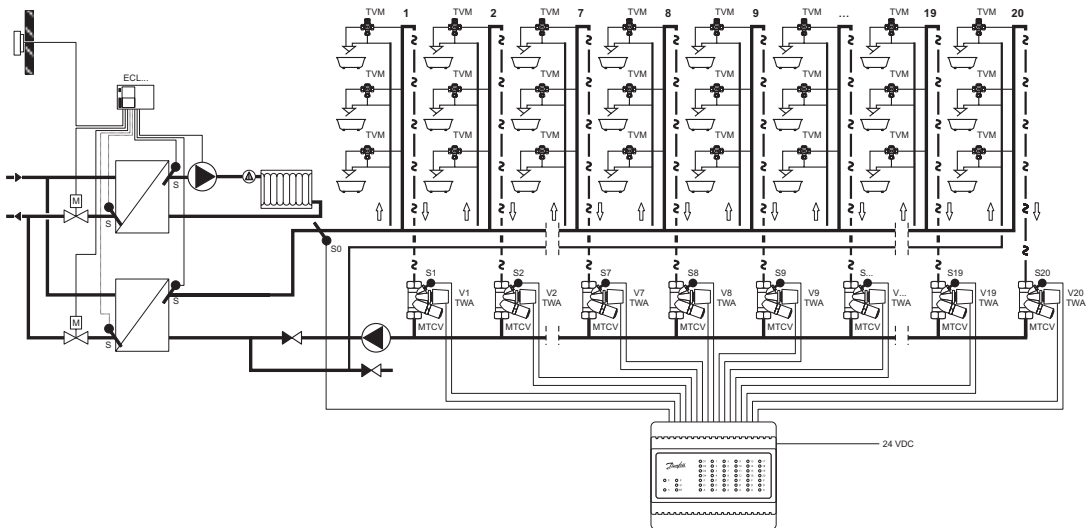 TVM 1 TVM 2 TVM 7 TVM 8 TVM 9 TVM ... TVM 19 TVM 20
TVM TVM TVM TVM TVM TVM TVM TVM
TVM TVM TVM TVM TVM TVM TVM TVM
ECL...
S
M
S
S0
S
M
S
S1 S2 S7 S8 S9 S... S19 S20
V1 V2 V7 V8 V9 V... V19 V20
TWA TWA TWA TWA TWA TWA TWA TWA
MTCV MTCV MTCV MTCV MTCV MTCV MTCV MTCV
24 VDC
Danfoss